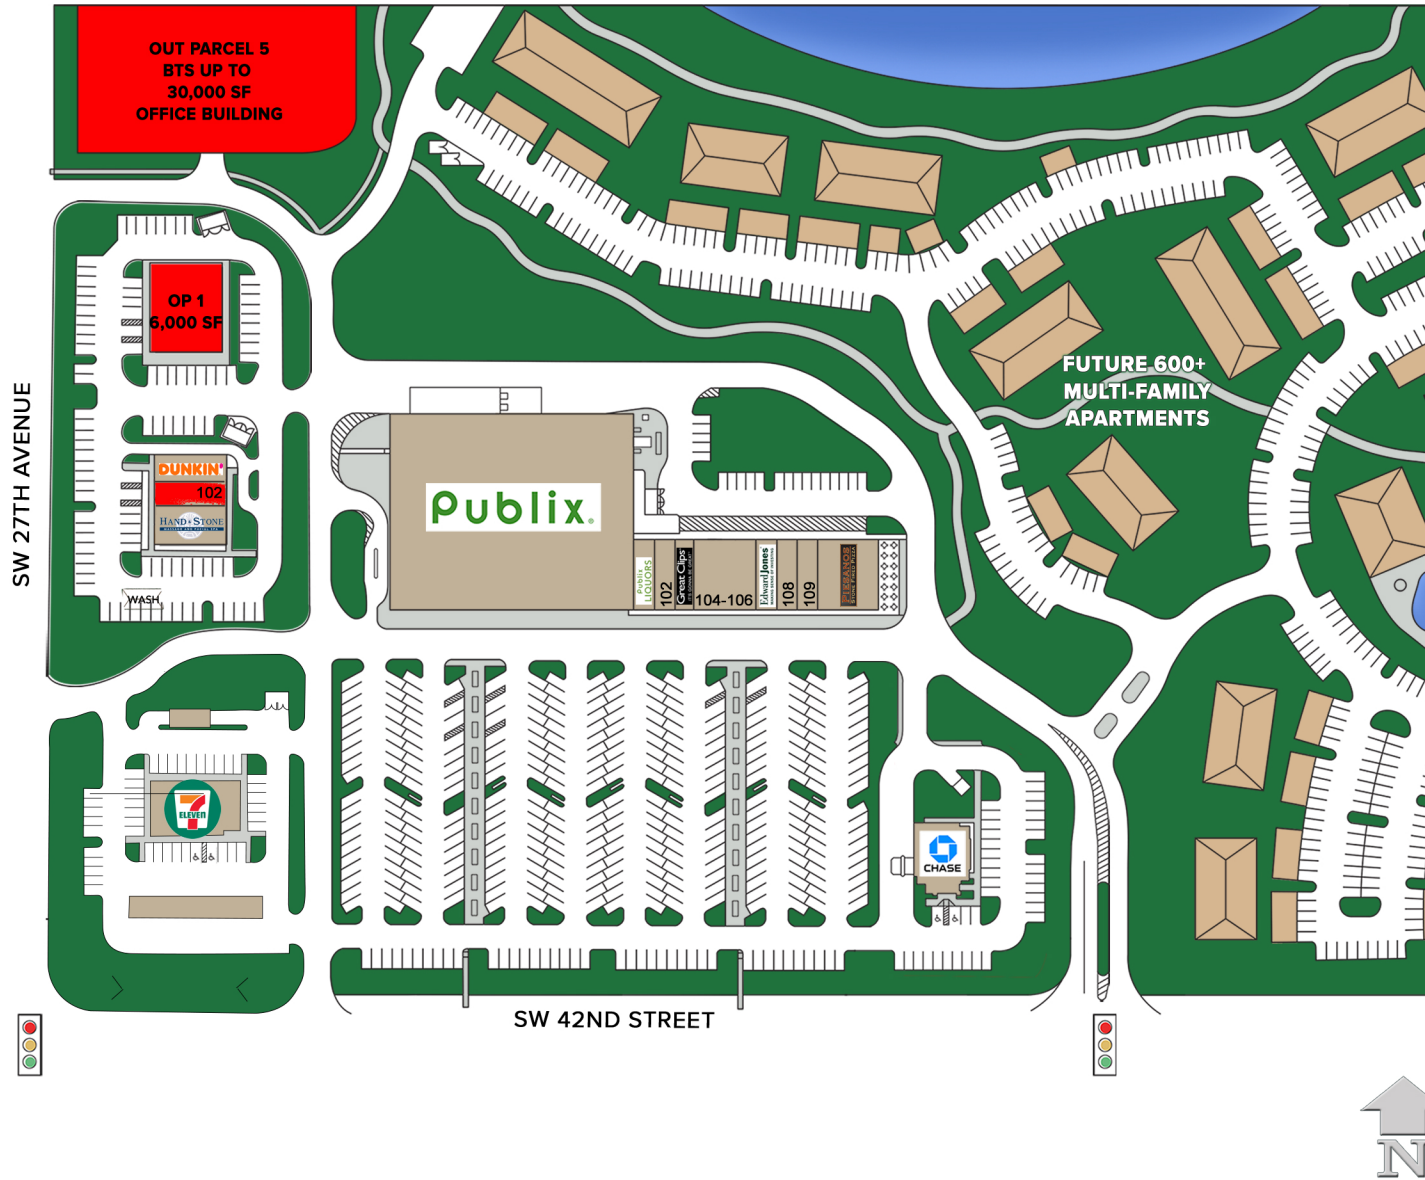 OUT PARCEL 5
BTS UP TO
30,000 SF
OFFICE BUILDING
OP 1
6,000 SF
FUTURE 600+
MULTI-FAMILY
APARTMENTS
SW 27TH AVENUE
DUNKIN'
102
HAND & STONE
WASH
Publix.
Publix
LIQUORS
102
Great Clips
104-106
Edward Jones
108
109
7
ELEVEN
CHASE
SW 42ND STREET
N